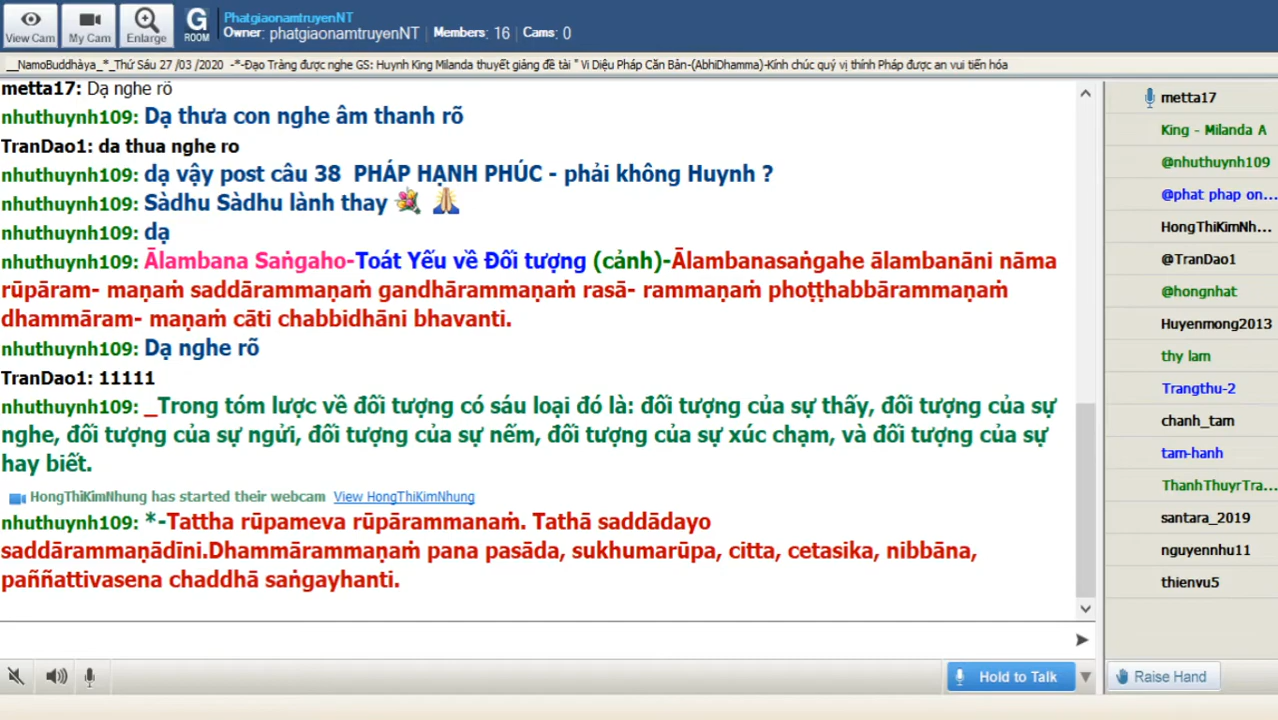 View Cam
My Cam
Enlarge
G
ROOM
PhatgiaonamtruyenNT
Owner: phatgiaonamtruyenNT | Members: 16 | Cams: 0
__NamoBuddhàya_*_Thứ Sáu 27 /03 /2020 -*-Đạo Tràng được nghe GS: Huynh King Milanda thuyết giảng đề tài " Vi Diệu Pháp Căn Bản-(AbhiDhamma)-Kính chúc quý vị thính Pháp được an vui tiến hóa
metta17: Dạ nghe rõ
nhuthuynh109: Dạ thưa con nghe âm thanh rõ
TranDao1: da thua nghe ro
nhuthuynh109: dạ vậy post câu 38 PHÁP HẠNH PHÚC - phải không Huynh ?
nhuthuynh109: Sàdhu Sàdhu lành thay
nhuthuynh109: dạ
nhuthuynh109: Ālambana Saṅgaho-Toát Yếu về Đối tượng (cảnh)-Ālambanasaṅgahe ālambanāni nāma
rūpāram- maṇaṁ saddārammaṇaṁ gandhārammaṇaṁ rasā- rammaṇaṁ phoṭṭhabbārammaṇaṁ
dhammāram- maṇaṁ cāti chabbidhāni bhavanti.
nhuthuynh109: Dạ nghe rõ
TranDao1: 11111
nhuthuynh109: _Trong tóm lược về đối tượng có sáu loại đó là: đối tượng của sự thấy, đối tượng của sự
nghe, đối tượng của sự ngửi, đối tượng của sự nếm, đối tượng của sự xúc chạm, và đối tượng của sự
hay biết.
HongThiKimNhung has started their webcam View HongThiKimNhung
nhuthuynh109: *-Tattha rūpameva rūpārammanaṁ. Tathā saddādayo
saddārammaṇādīni.Dhammārammaṇaṁ pana pasāda, sukhumarūpa, citta, cetasika, nibbāna,
paññattivasena chaddhā saṅgayhanti.
metta17
King - Milanda A
@nhuthuynh109
@phat phap on...
HongThiKimNh...
@TranDao1
@hongnhat
Huyenmong2013
thy lam
Trangthu-2
chanh_tam
tam-hanh
ThanhThuyrTra...
santara_2019
nguyennhu11
thienvu5
Hold to Talk
Raise Hand